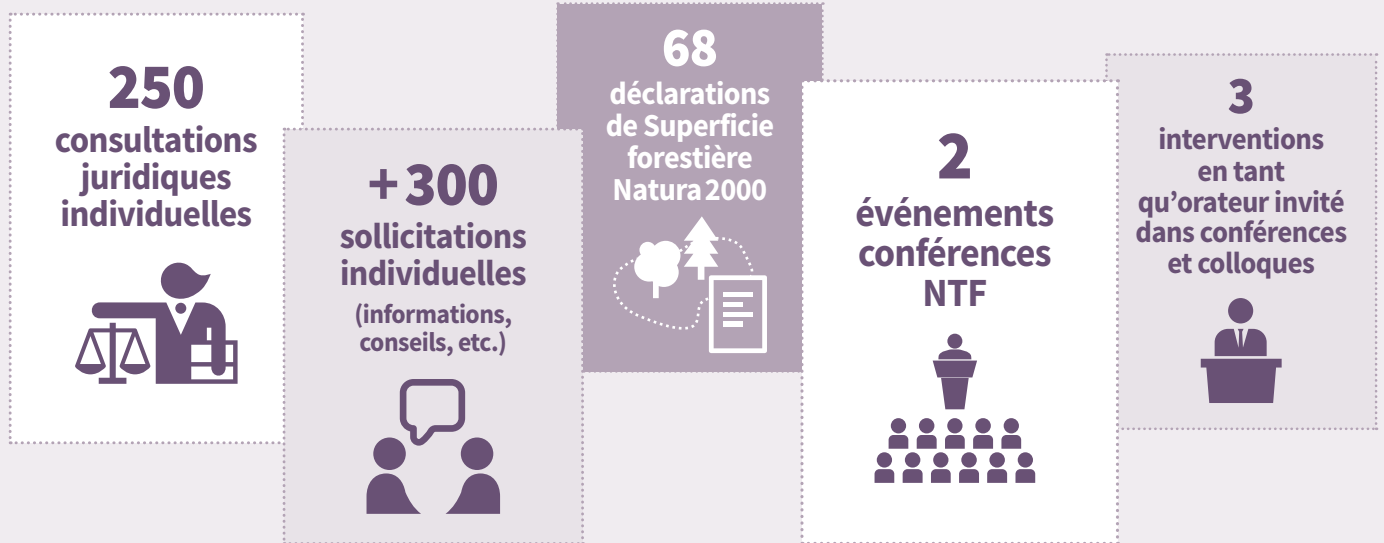 250
consultations
juridiques
individuelles
+ 300
sollicitations
individuelles
(informations,
conseils, etc.)
68
déclarations
de Superficie
forestière
Natura 2000
2
événements
conférences
NTF
3
interventions
en tant
qu’orateur invité
dans conférences
et colloques